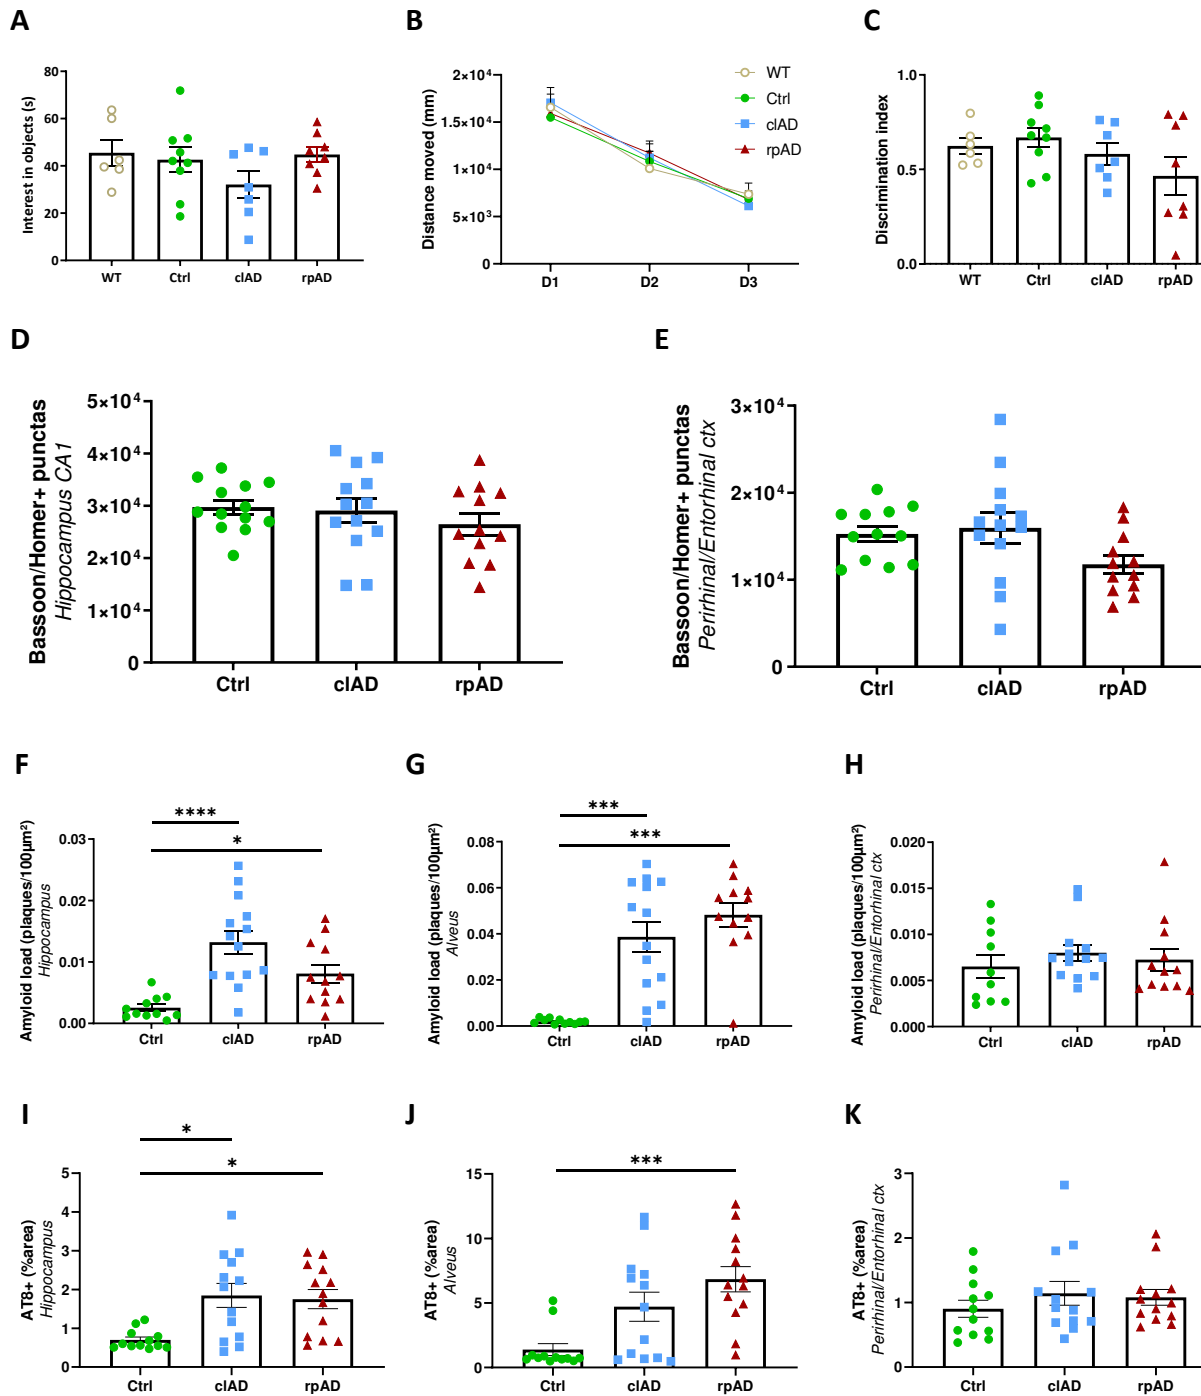 A
Interest in objects (s)
80
60
40
20
0
WT
Ctrl
clAD
rpAD
B
Distance moved (mm)
2×10⁴
1.5×10⁴
1×10⁴
5×10³
0
D1
D2
D3
WT
Ctrl
clAD
rpAD
C
Discrimination index
1.0
0.5
0.0
WT
Ctrl
clAD
rpAD
D
Bassoon/Homer+ punctas
Hippocampus CA1
5×10⁴
4×10⁴
3×10⁴
2×10⁴
1×10⁴
0
Ctrl
clAD
rpAD
E
Bassoon/Homer+ punctas
Perirhinal/Entorhinal ctx
3×10⁴
2×10⁴
1×10⁴
0
Ctrl
clAD
rpAD
F
Amyloid load (plaques/100µm²)
Hippocampus
****
*
0.03
0.02
0.01
0.00
Ctrl
clAD
rpAD
G
Amyloid load (plaques/100µm²)
Alveus
***
***
0.08
0.06
0.04
0.02
0.00
Ctrl
clAD
rpAD
H
Amyloid load (plaques/100µm²)
Perirhinal/Entorhinal ctx
0.020
0.015
0.010
0.005
0.000
Ctrl
clAD
rpAD
I
AT8+ (%area)
Hippocampus
*
*
5
4
3
2
1
0
Ctrl
clAD
rpAD
J
AT8+ (%area)
Alveus
***
15
10
5
0
Ctrl
clAD
rpAD
K
AT8+ (%area)
Perirhinal/Entorhinal ctx
3
2
1
0
Ctrl
clAD
rpAD